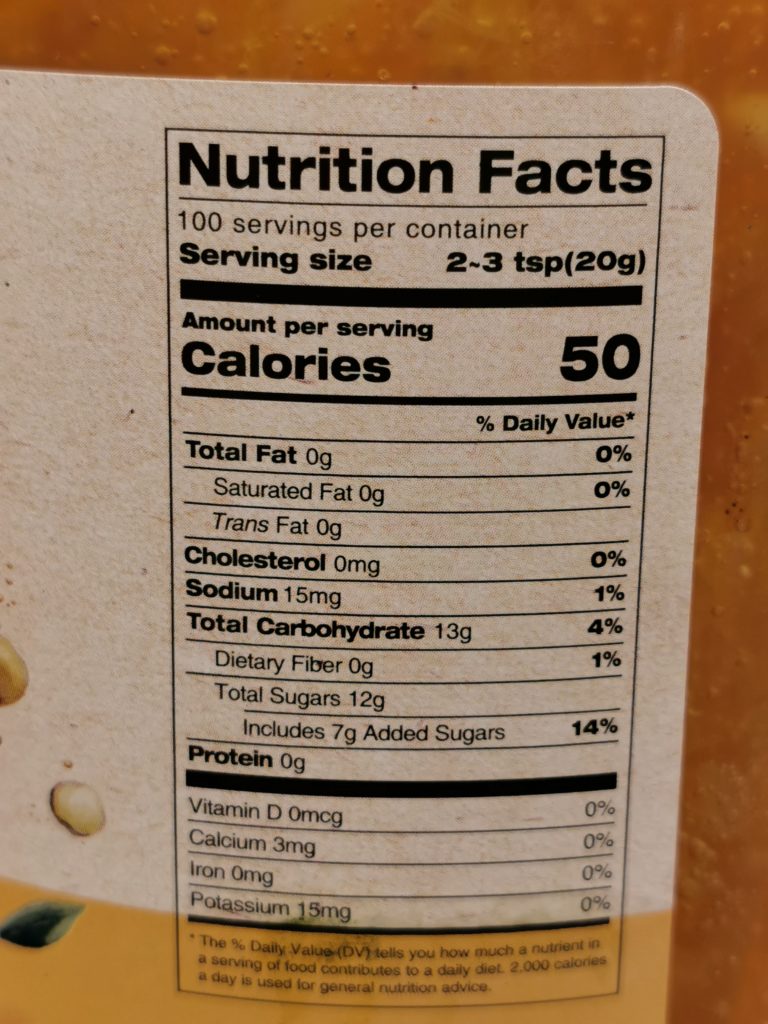 Nutrition Facts
100 servings per container
Serving size 2~3 tsp(20g)
Amount per serving
Calories 50
% Daily Value*
Total Fat 0g 0%
Saturated Fat 0g 0%
Trans Fat 0g
Cholesterol 0mg 0%
Sodium 15mg 1%
Total Carbohydrate 13g 4%
Dietary Fiber 0g 1%
Total Sugars 12g
Includes 7g Added Sugars 14%
Protein 0g
Vitamin D 0mcg 0%
Calcium 3mg 0%
Iron 0mg 0%
Potassium 15mg 0%
* The % Daily Value (DV) tells you how much a nutrient in
a serving of food contributes to a daily diet. 2,000 calories
a day is used for general nutrition advice.